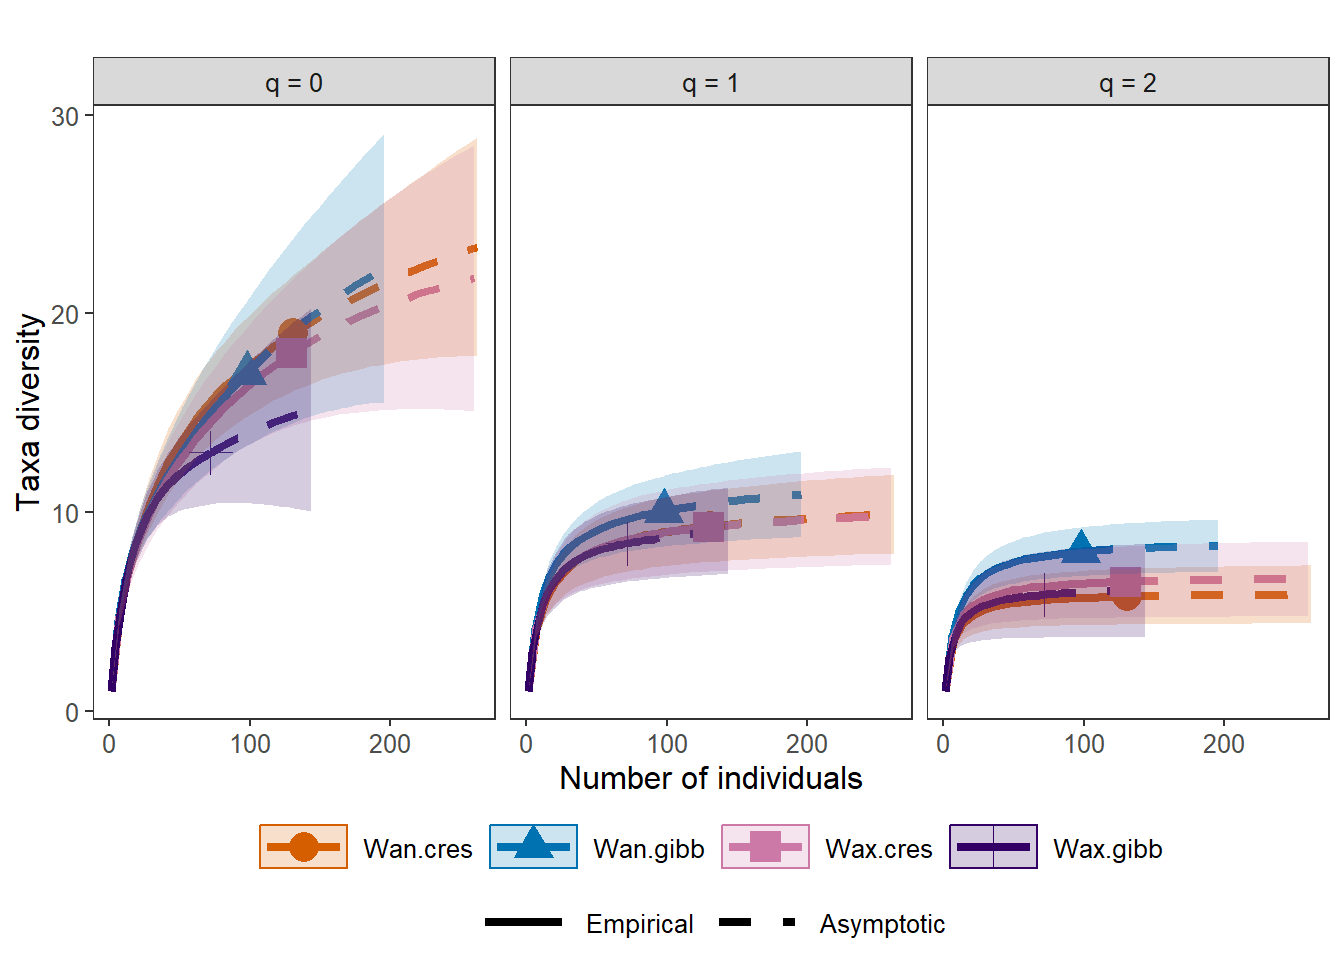 q = 0
q = 1
q = 2
30
20
10
0
Taxa diversity
0 100 200
0 100 200
0 100 200
Number of individuals
Wan.cres Wan.gibb Wax.cres Wax.gibb
Empirical Asymptotic